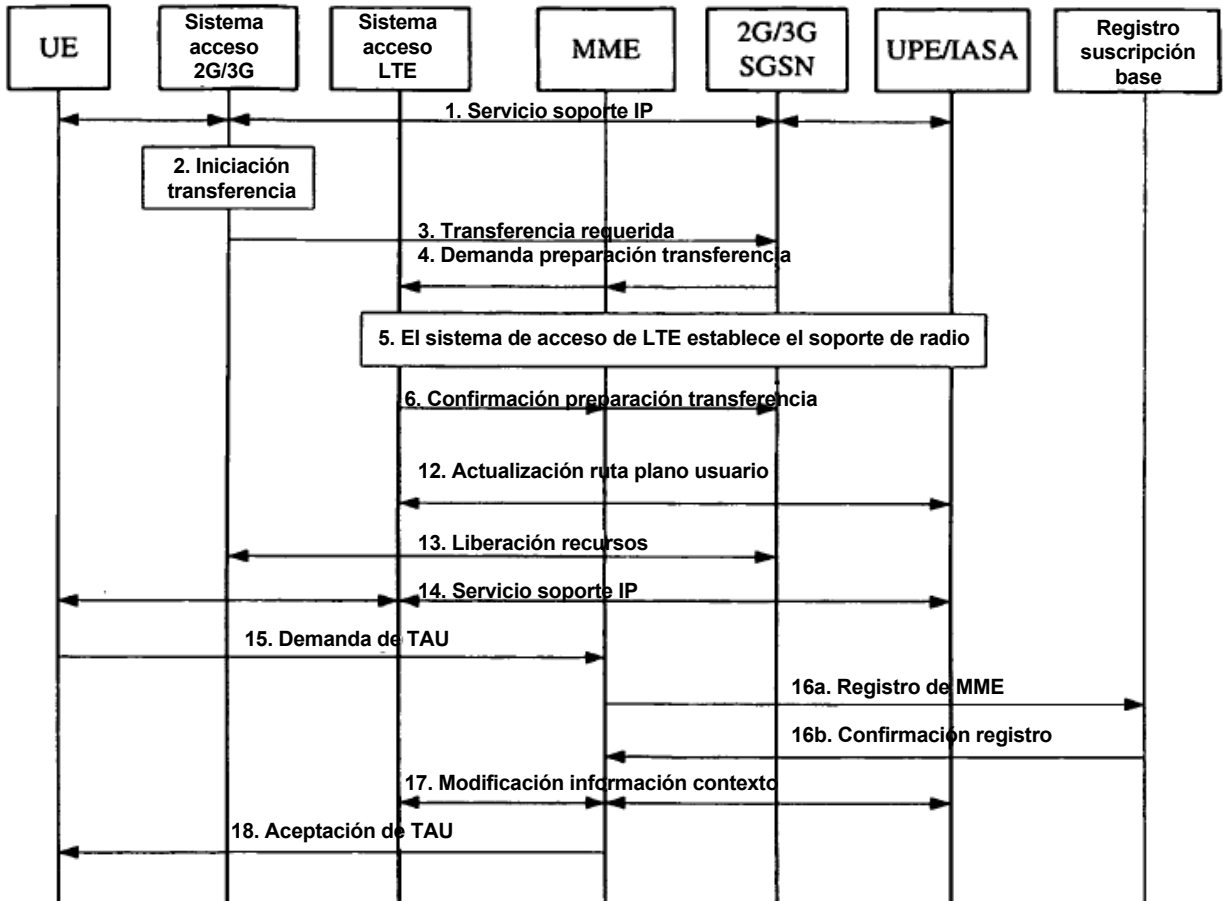 UE
Sistema
acceso
2G/3G
Sistema
acceso
LTE
MME
2G/3G
SGSN
UPE/IASA
Registro
suscripción
base
1. Servicio soporte IP
2. Iniciación
transferencia
3. Transferencia requerida
4. Demanda preparación transferencia
5. El sistema de acceso de LTE establece el soporte de radio
6. Confirmación preparación transferencia
12. Actualización ruta plano usuario
13. Liberación recursos
14. Servicio soporte IP
15. Demanda de TAU
16a. Registro de MME
16b. Confirmación registro
17. Modificación información contexto
18. Aceptación de TAU